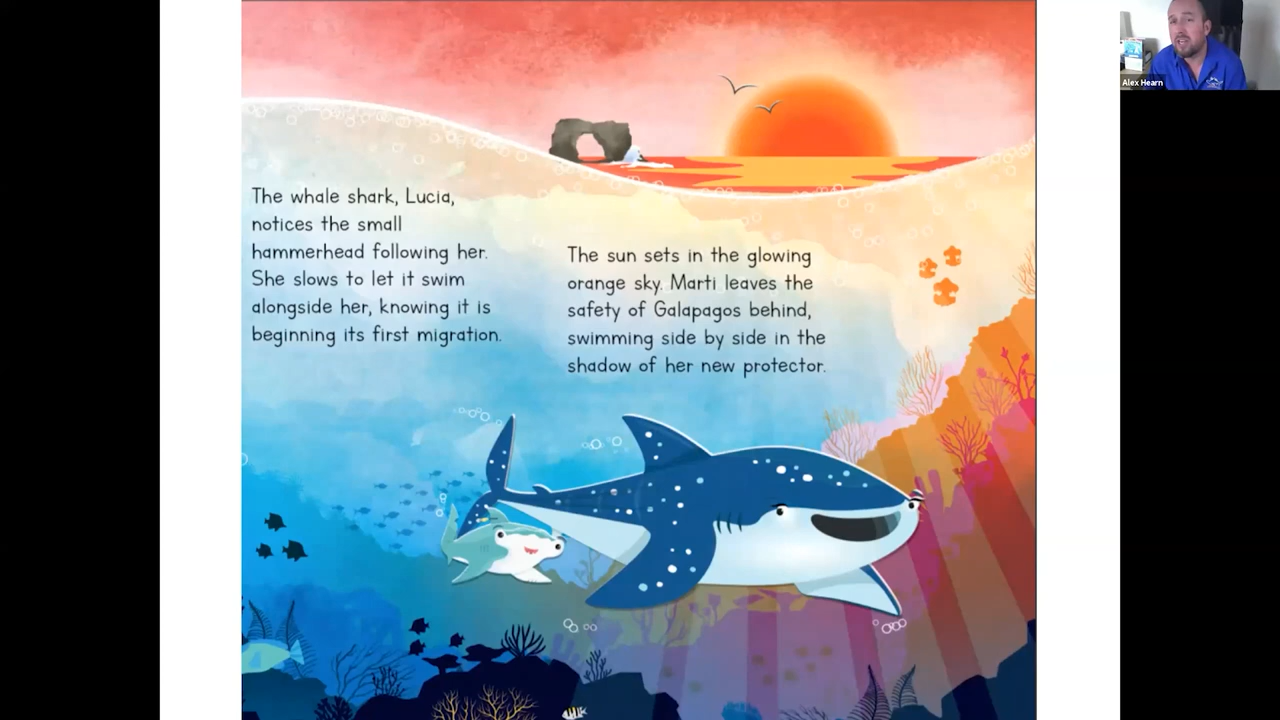 The whale shark, Lucia,
notices the small
hammerhead following her.
She slows to let it swim
alongside her, knowing it is
beginning its first migration.
The sun sets in the glowing
orange sky. Marti leaves the
safety of Galapagos behind,
swimming side by side in the
shadow of her new protector.
Alex Hearn